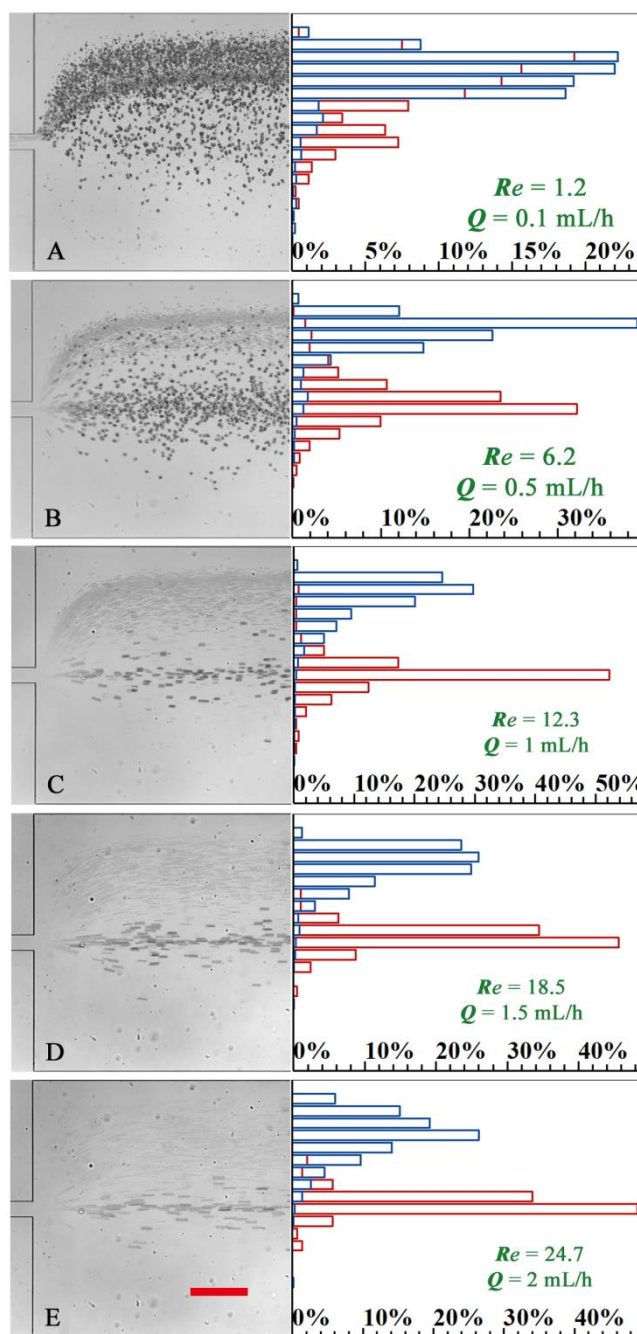 A
Re = 1.2
Q = 0.1 mL/h
0% 5% 10% 15% 20%
B
Re = 6.2
Q = 0.5 mL/h
0% 10% 20% 30%
C
Re = 12.3
Q = 1 mL/h
0% 10% 20% 30% 40% 50%
D
Re = 18.5
Q = 1.5 mL/h
0% 10% 20% 30% 40%
E
Re = 24.7
Q = 2 mL/h
0% 10% 20% 30% 40%